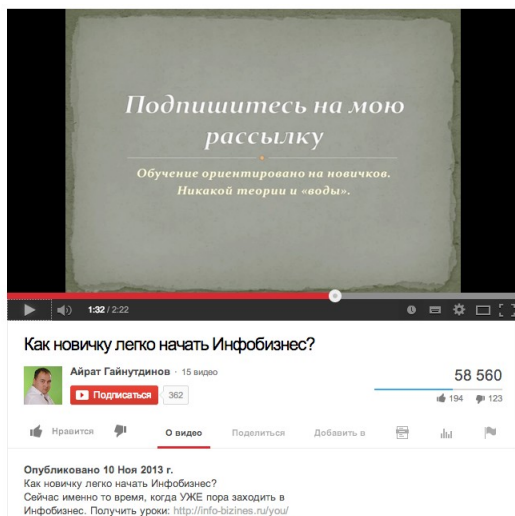 Подпишитесь на мою
рассылку
Обучение ориентировано на новичков.
Никакой теории и «воды».
1:32 / 2:22
Как новичку легко начать Инфобизнес?
Айрат Гайнутдинов · 15 видео
Подписаться 362
58 560
194 123
Нравится О видео Поделиться Добавить в
Опубликовано 10 Ноя 2013 г.
Как новичку легко начать Инфобизнес?
Сейчас именно то время, когда УЖЕ пора заходить в
Инфобизнес. Получить уроки: http://info-bizines.ru/you/